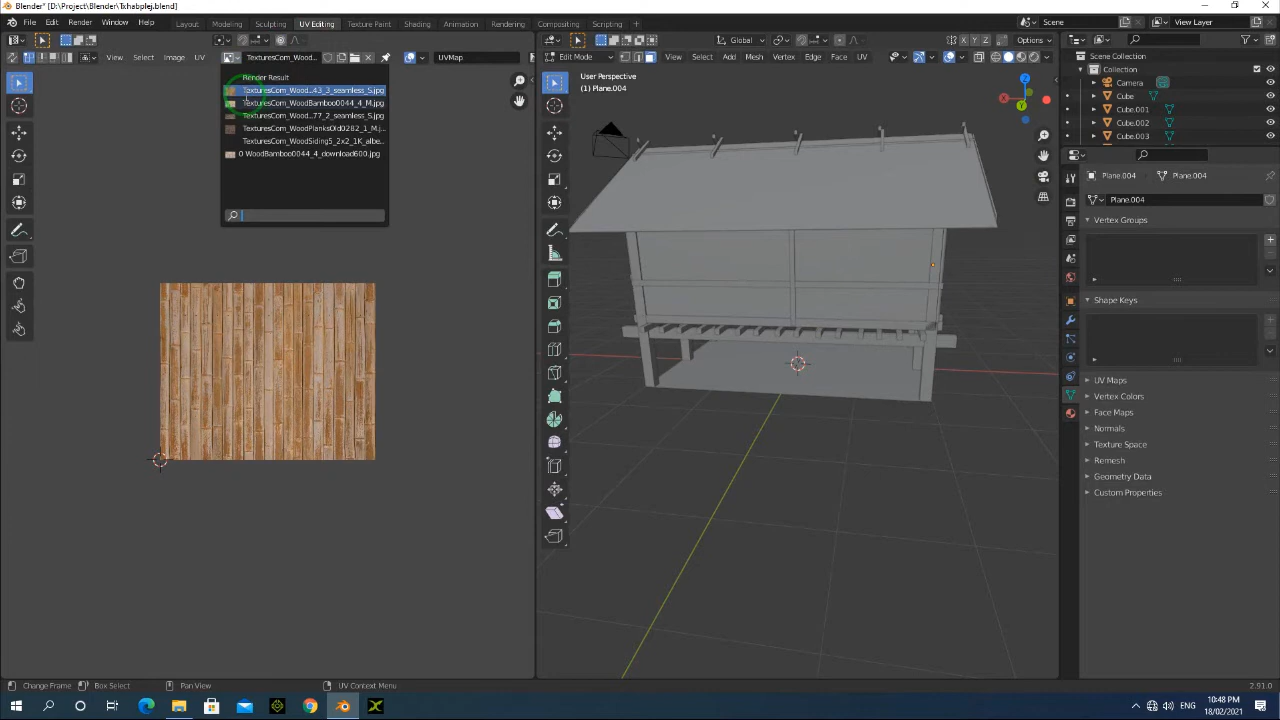 Blender* [D:\Project\Blender\Txhabplej.blend]
File Edit Render Window Help Layout Modeling Sculpting UV Editing Texture Paint Shading Animation Rendering Compositing Scripting + Scene View Layer
Global X Y Z Options
View Select Image UV TexturesCom_Wood... UVMap Edit Mode View Select Add Mesh Vertex Edge Face UV
Render Result
TexturesCom_Wood...43_3_seamless_S.jpg
TexturesCom_WoodBamboo0044_4_M.jpg
TexturesCom_Wood...77_2_seamless_S.jpg
TexturesCom_WoodPlanksOld0282_1_M.j...
TexturesCom_WoodSiding5_2x2_1K_albe...
0 WoodBamboo0044_4_download600.jpg
User Perspective
(1) Plane.004
Z
X
Y
Scene Collection
Collection
Camera
Cube
Cube.001
Cube.002
Cube.003
Plane.004 Plane.004
Plane.004
Vertex Groups
Shape Keys
UV Maps
Vertex Colors
Face Maps
Normals
Texture Space
Remesh
Geometry Data
Custom Properties
Change Frame Box Select Pan View UV Context Menu 2.91.0
ENG 10:48 PM
18/02/2021